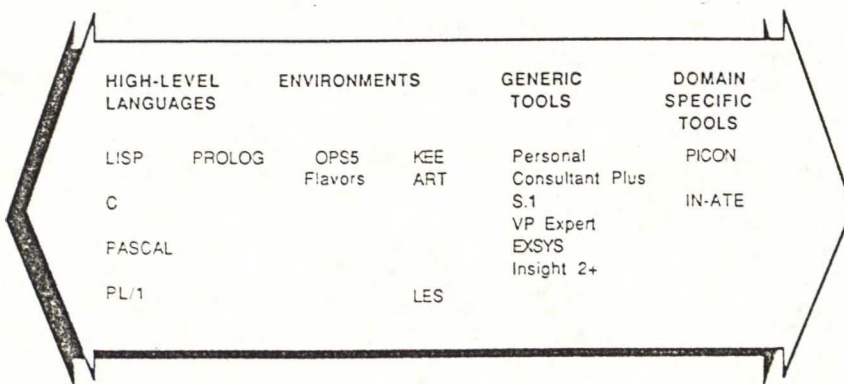 HIGH-LEVEL ENVIRONMENTS GENERIC DOMAIN
LANGUAGES TOOLS SPECIFIC
TOOLS
LISP PROLOG OPS5 KEE Personal PICON
Flavors ART Consultant Plus
C S.1 IN-ATE
VP Expert
PASCAL EXSYS
Insight 2+
PL/1 LES